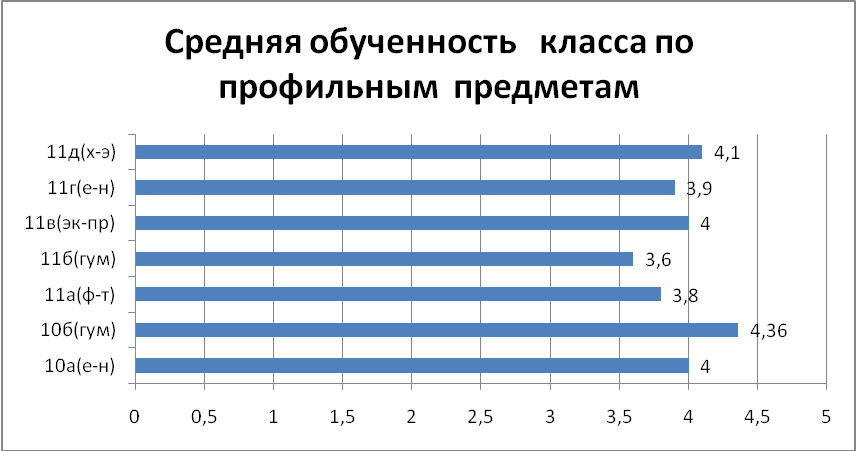 Средняя обученность класса по
профильным предметам
11д(х-э)
4,1
11г(е-н)
3,9
11в(эк-пр)
4
11б(гум)
3,6
11а(ф-т)
3,8
10б(гум)
4,36
10а(е-н)
4
0 0,5 1 1,5 2 2,5 3 3,5 4 4,5 5